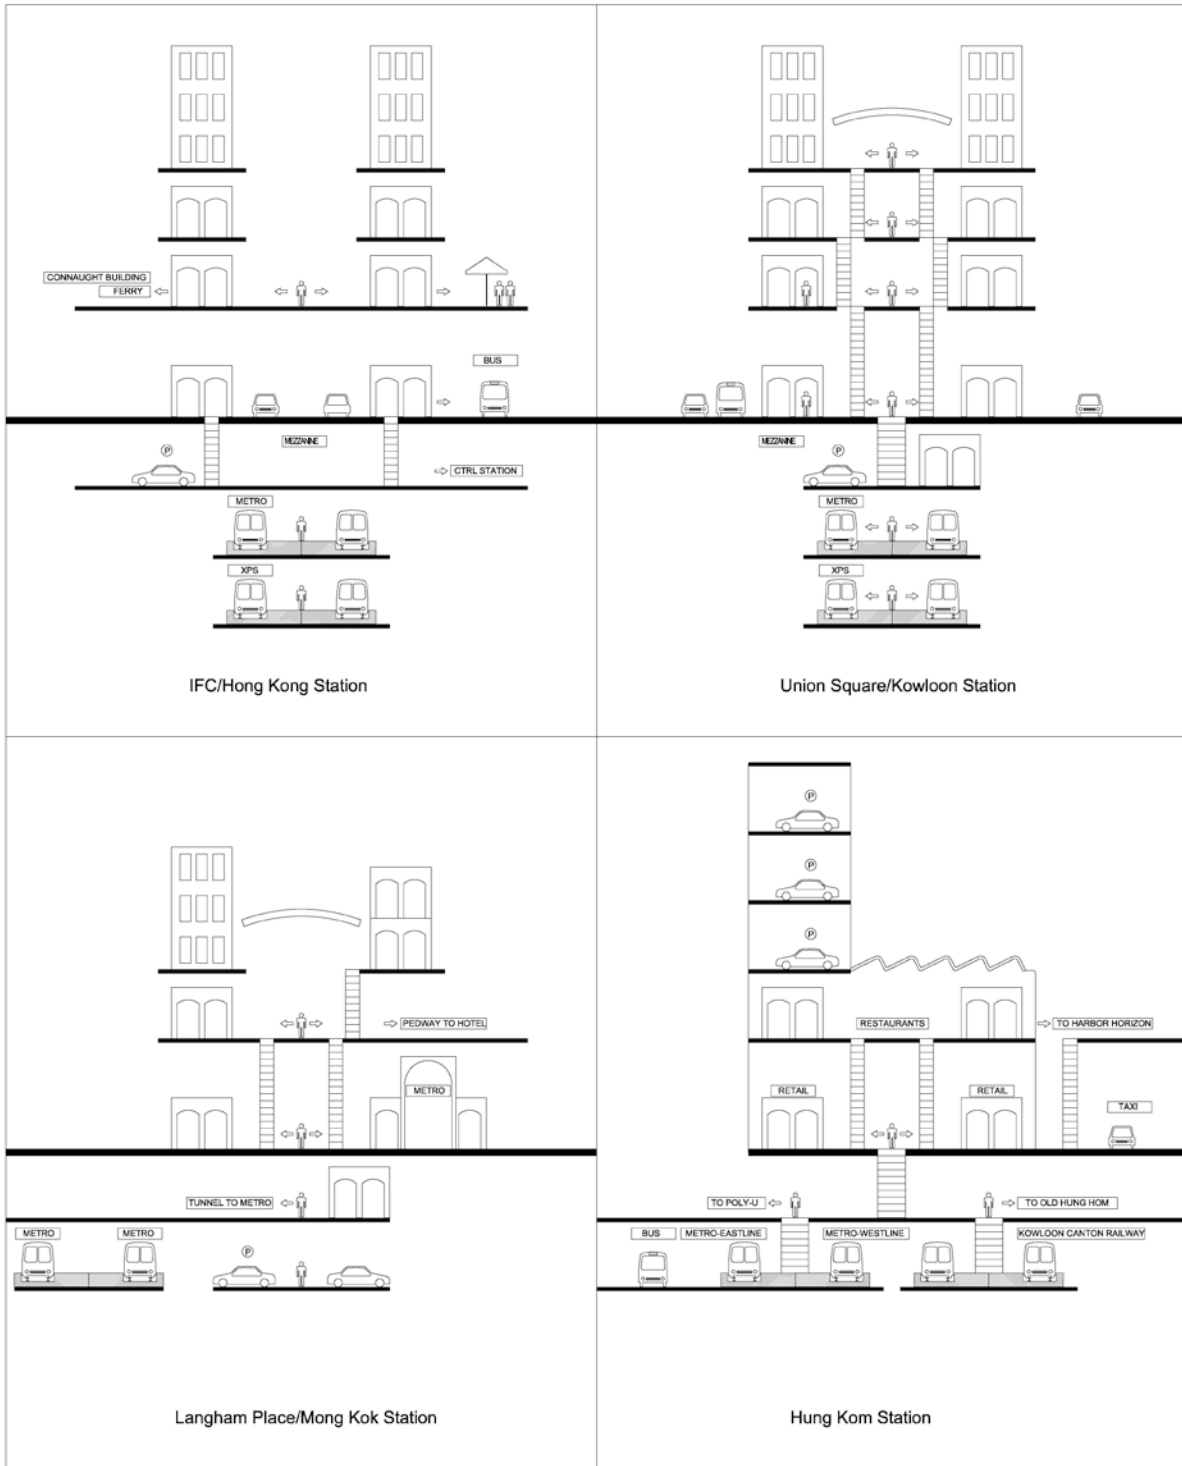 CONNAUGHT BUILDING
FERRY
BUS
MEZZANINE
P
CTRL STATION
METRO
XPS
IFC/Hong Kong Station
MEZZANINE
P
METRO
XPS
Union Square/Kowloon Station
PEDWAY TO HOTEL
METRO
TUNNEL TO METRO
METRO
METRO
P
Langham Place/Mong Kok Station
P
P
P
RESTAURANTS
TO HARBOR HORIZON
RETAIL
RETAIL
TAXI
TO POLY-U
TO OLD HUNG HOM
BUS
METRO-EASTLINE
METRO-WESTLINE
KOWLOON CANTON RAILWAY
Hung Kom Station